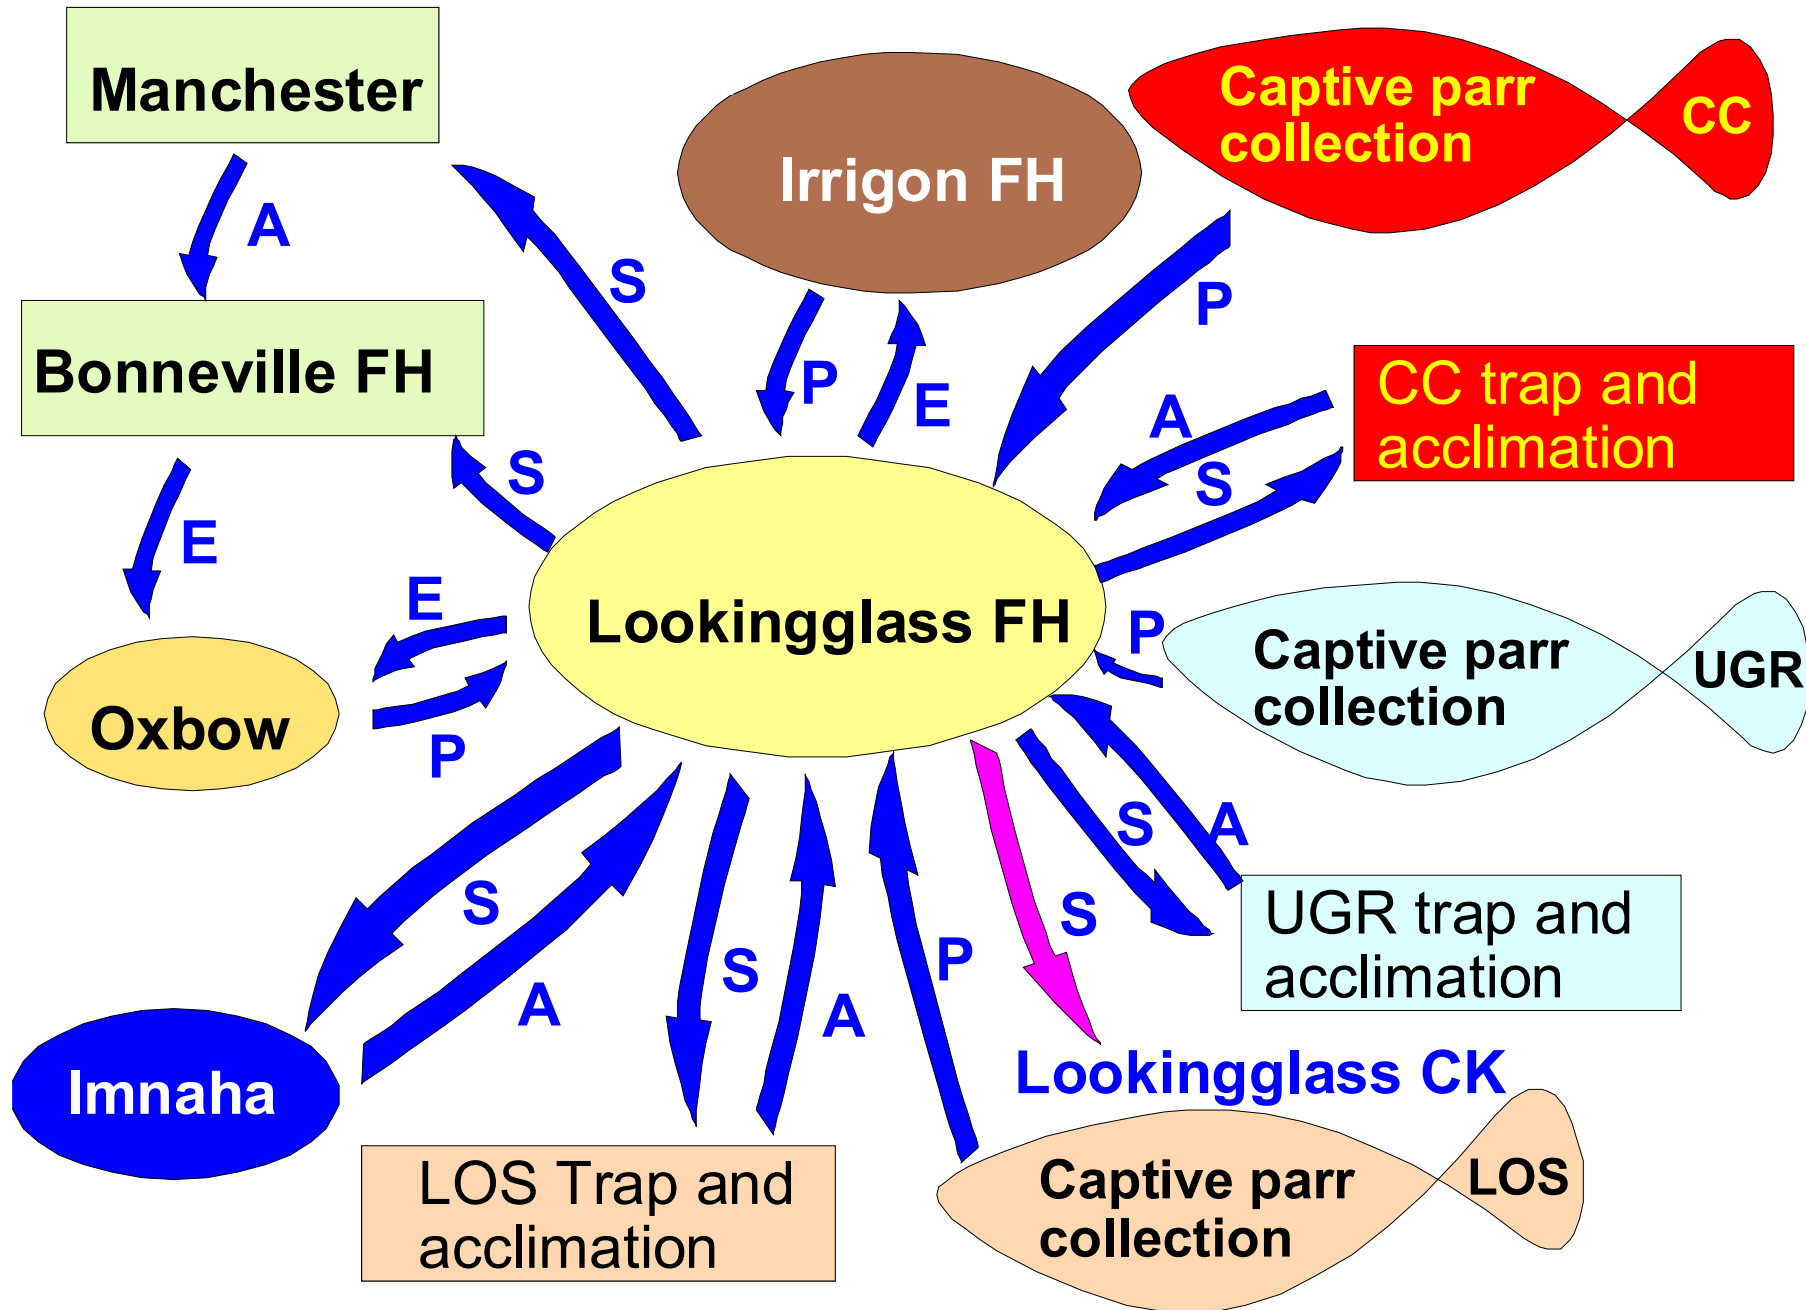 Manchester
Irrigon FH
Captive parr
collection
CC
A
S
P
Bonneville FH
P
E
CC trap and
acclimation
A
S
S
E
E
Lookingglass FH
P
Captive parr
collection
UGR
Oxbow
P
S
A
S
S
P
S
UGR trap and
acclimation
A
A
Lookingglass CK
Imnaha
LOS Trap and
acclimation
Captive parr
collection
LOS